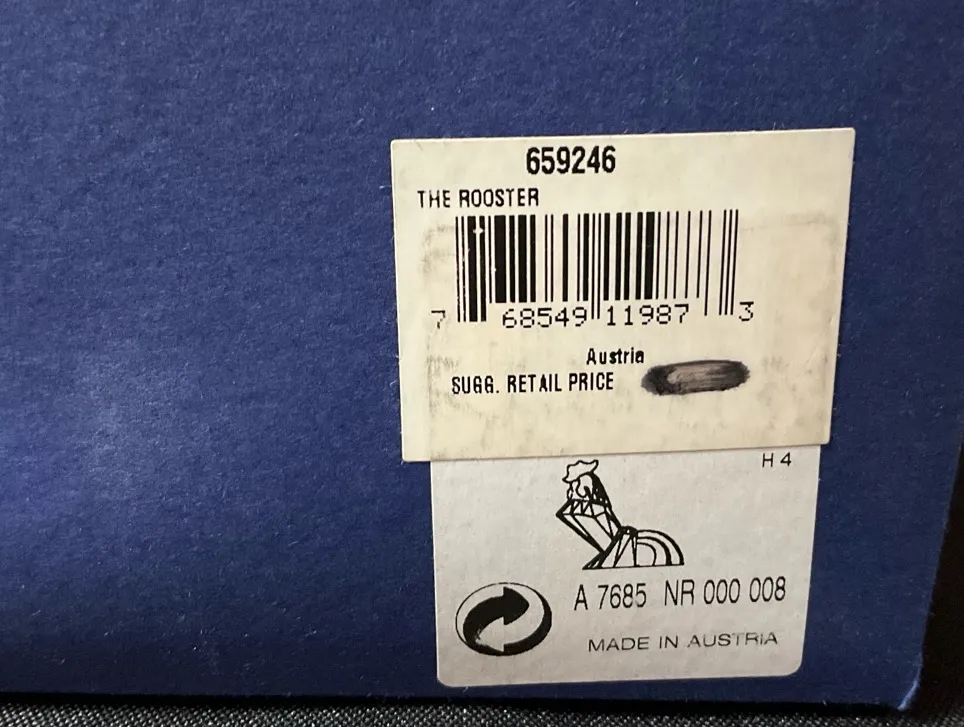 659246
THE ROOSTER
7 68549 11987 3
Austria
SUGG. RETAIL PRICE
H 4
A 7685 NR 000 008
MADE IN AUSTRIA